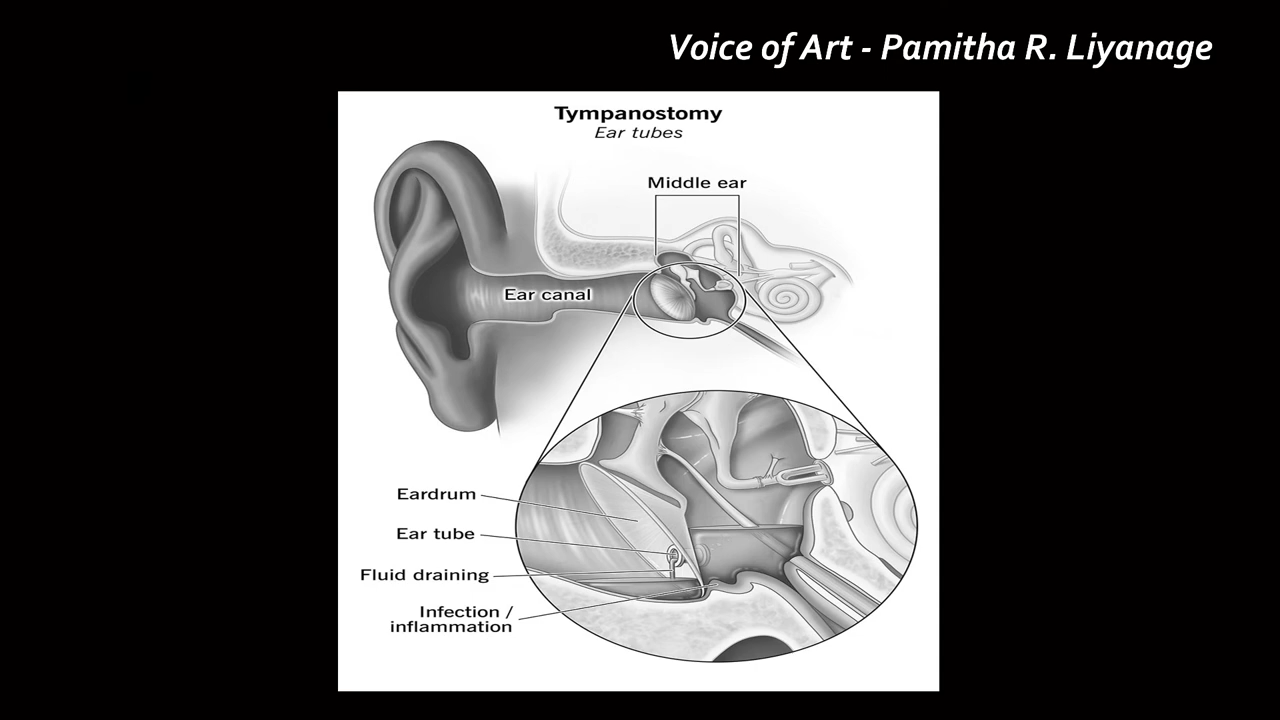 Voice of Art - Pamitha R. Liyanage
Tympanostomy
Ear tubes
Middle ear
Ear canal
Eardrum
Ear tube
Fluid draining
Infection /
inflammation